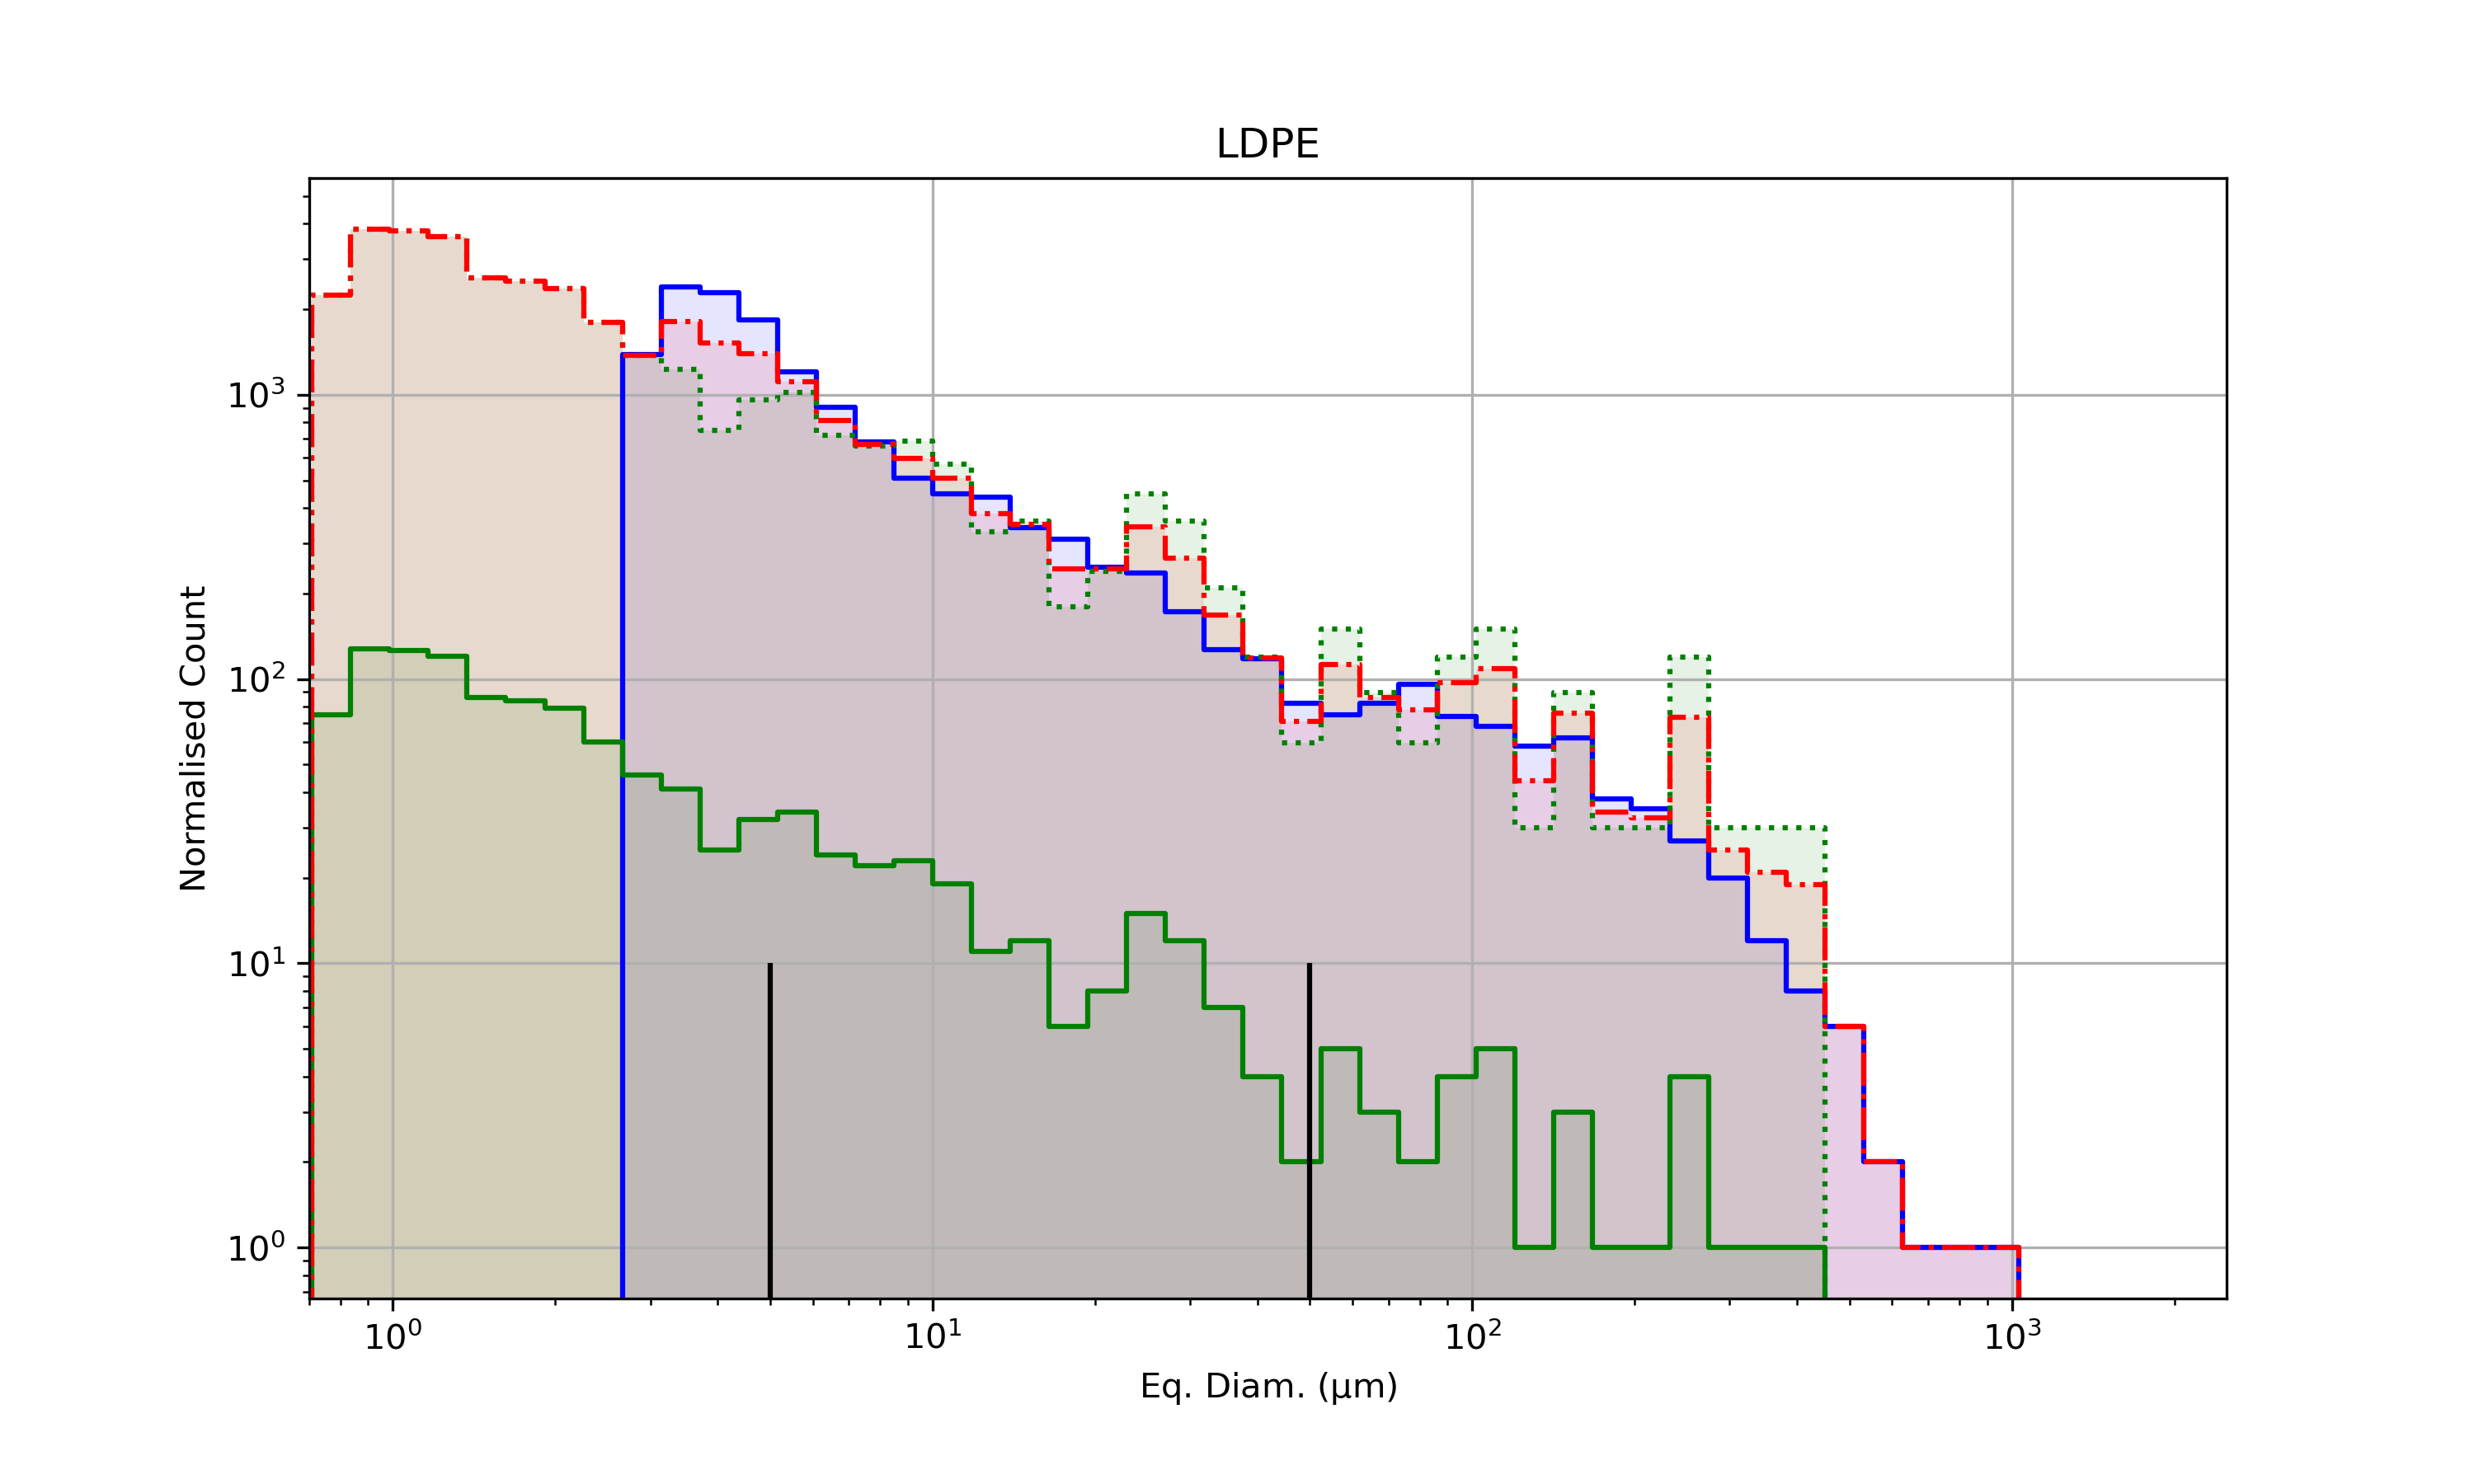 LDPE
Normalised Count
10³
10²
10¹
10⁰
10⁰ 10¹ 10² 10³
Eq. Diam. (μm)